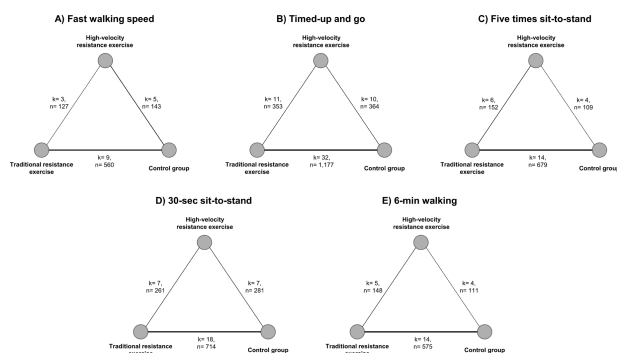 A) Fast walking speed
High-velocity
resistance exercise
k= 3,
n= 127
k= 5,
n= 143
Traditional resistance
exercise
k= 9,
n= 560
Control group
B) Timed-up and go
High-velocity
resistance exercise
k= 11,
n= 353
k= 10,
n= 364
Traditional resistance
exercise
k= 32,
n= 1,177
Control group
C) Five times sit-to-stand
High-velocity
resistance exercise
k= 6,
n= 152
k= 4,
n= 109
Traditional resistance
exercise
k= 14,
n= 679
Control group
D) 30-sec sit-to-stand
High-velocity
resistance exercise
k= 7,
n= 261
k= 7,
n= 281
Traditional resistance
exercise
k= 18,
n= 714
Control group
E) 6-min walking
High-velocity
resistance exercise
k= 5,
n= 148
k= 4,
n= 111
Traditional resistance
exercise
k= 14,
n= 575
Control group